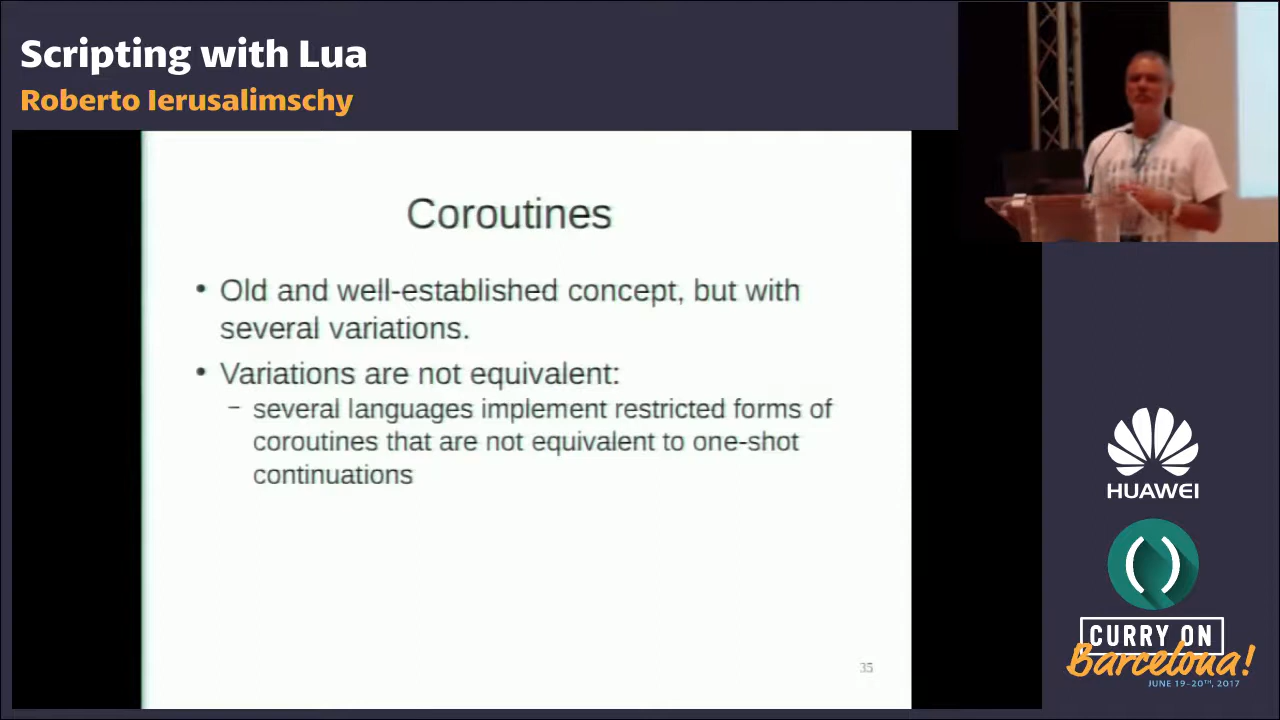 Scripting with Lua
Roberto Ierusalimschy
Coroutines
• Old and well-established concept, but with
several variations.
• Variations are not equivalent:
– several languages implement restricted forms of
coroutines that are not equivalent to one-shot
continuations
35
HUAWEI
CURRY ON
Barcelona!
JUNE 19-20TH, 2017